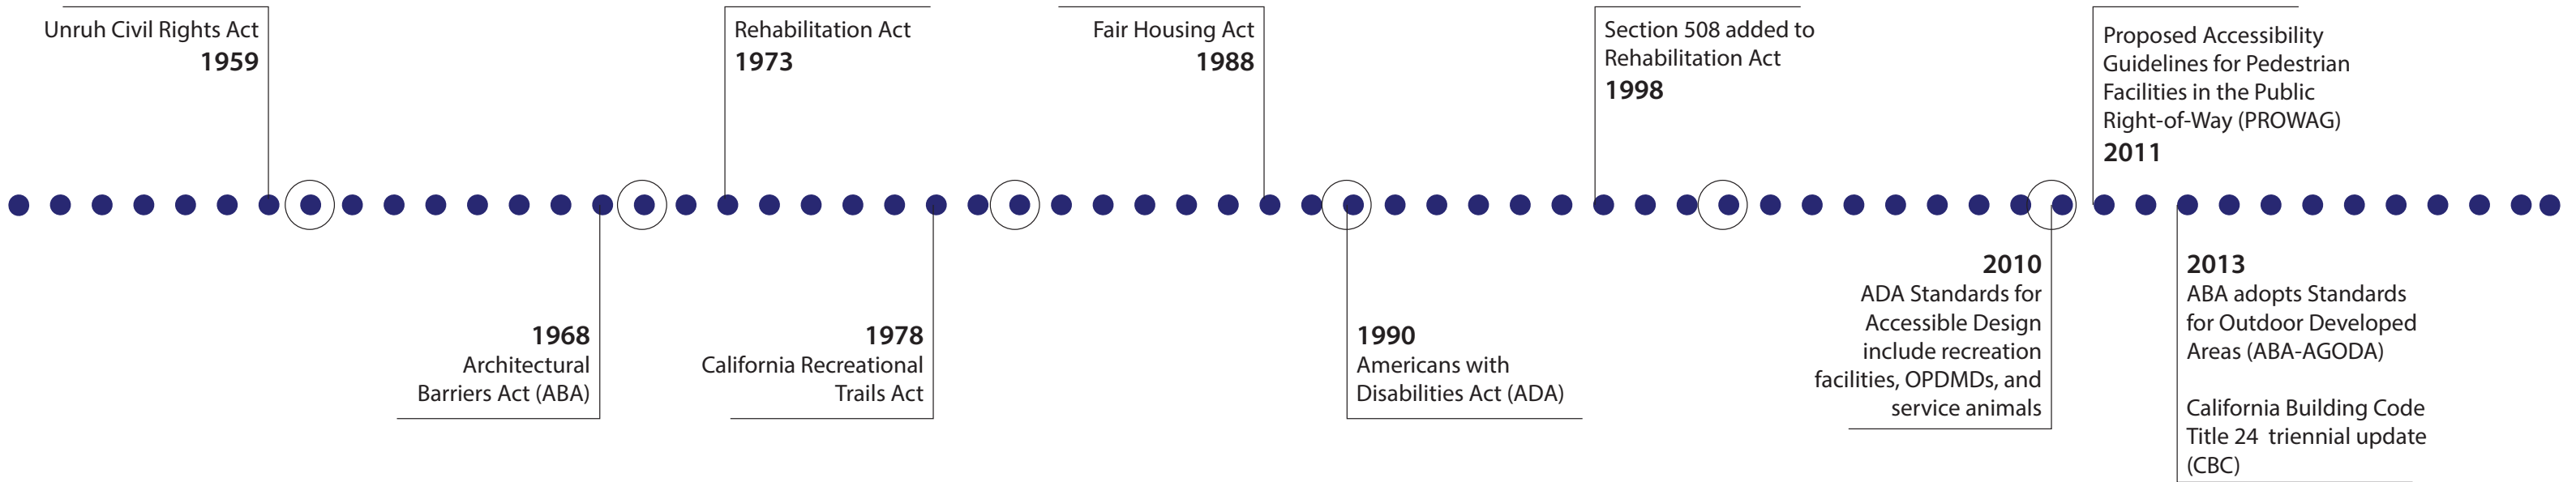 Unruh Civil Rights Act
1959
Rehabilitation Act
1973
Fair Housing Act
1988
Section 508 added to
Rehabilitation Act
1998
Proposed Accessibility
Guidelines for Pedestrian
Facilities in the Public
Right-of-Way (PROWAG)
2011
1968
Architectural
Barriers Act (ABA)
1978
California Recreational
Trails Act
1990
Americans with
Disabilities Act (ADA)
2010
ADA Standards for
Accessible Design
include recreation
facilities, OPDMDs, and
service animals
2013
ABA adopts Standards
for Outdoor Developed
Areas (ABA-AGODA)
California Building Code
Title 24 triennial update
(CBC)